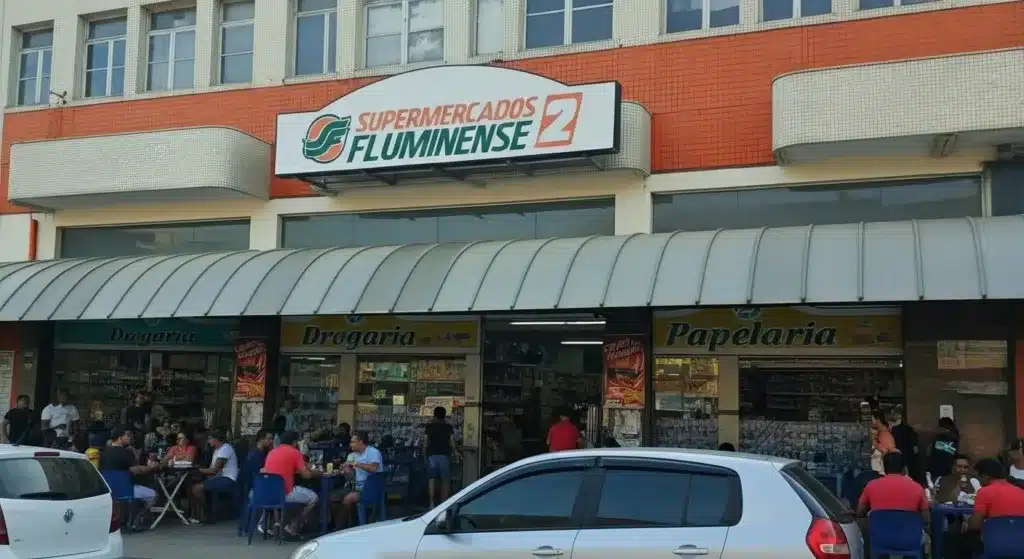 SUPERMERCADOS
FLUMINENSE 2
Drogaria
Drogaria
Papelaria